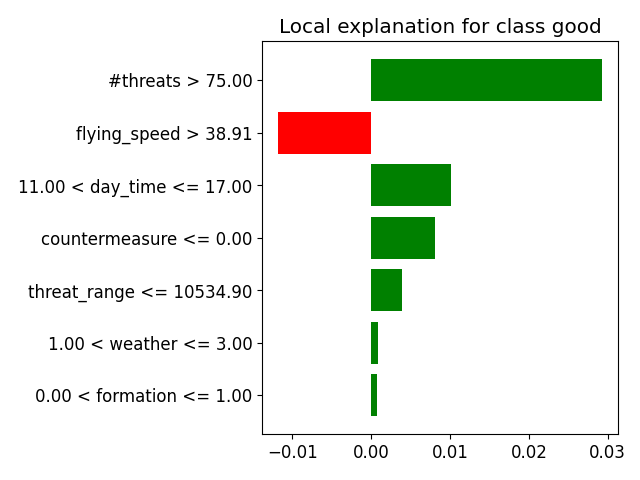 Local explanation for class good
#threats > 75.00
flying_speed > 38.91
11.00 < day_time <= 17.00
countermeasure <= 0.00
threat_range <= 10534.90
1.00 < weather <= 3.00
0.00 < formation <= 1.00
−0.01 0.00 0.01 0.02 0.03